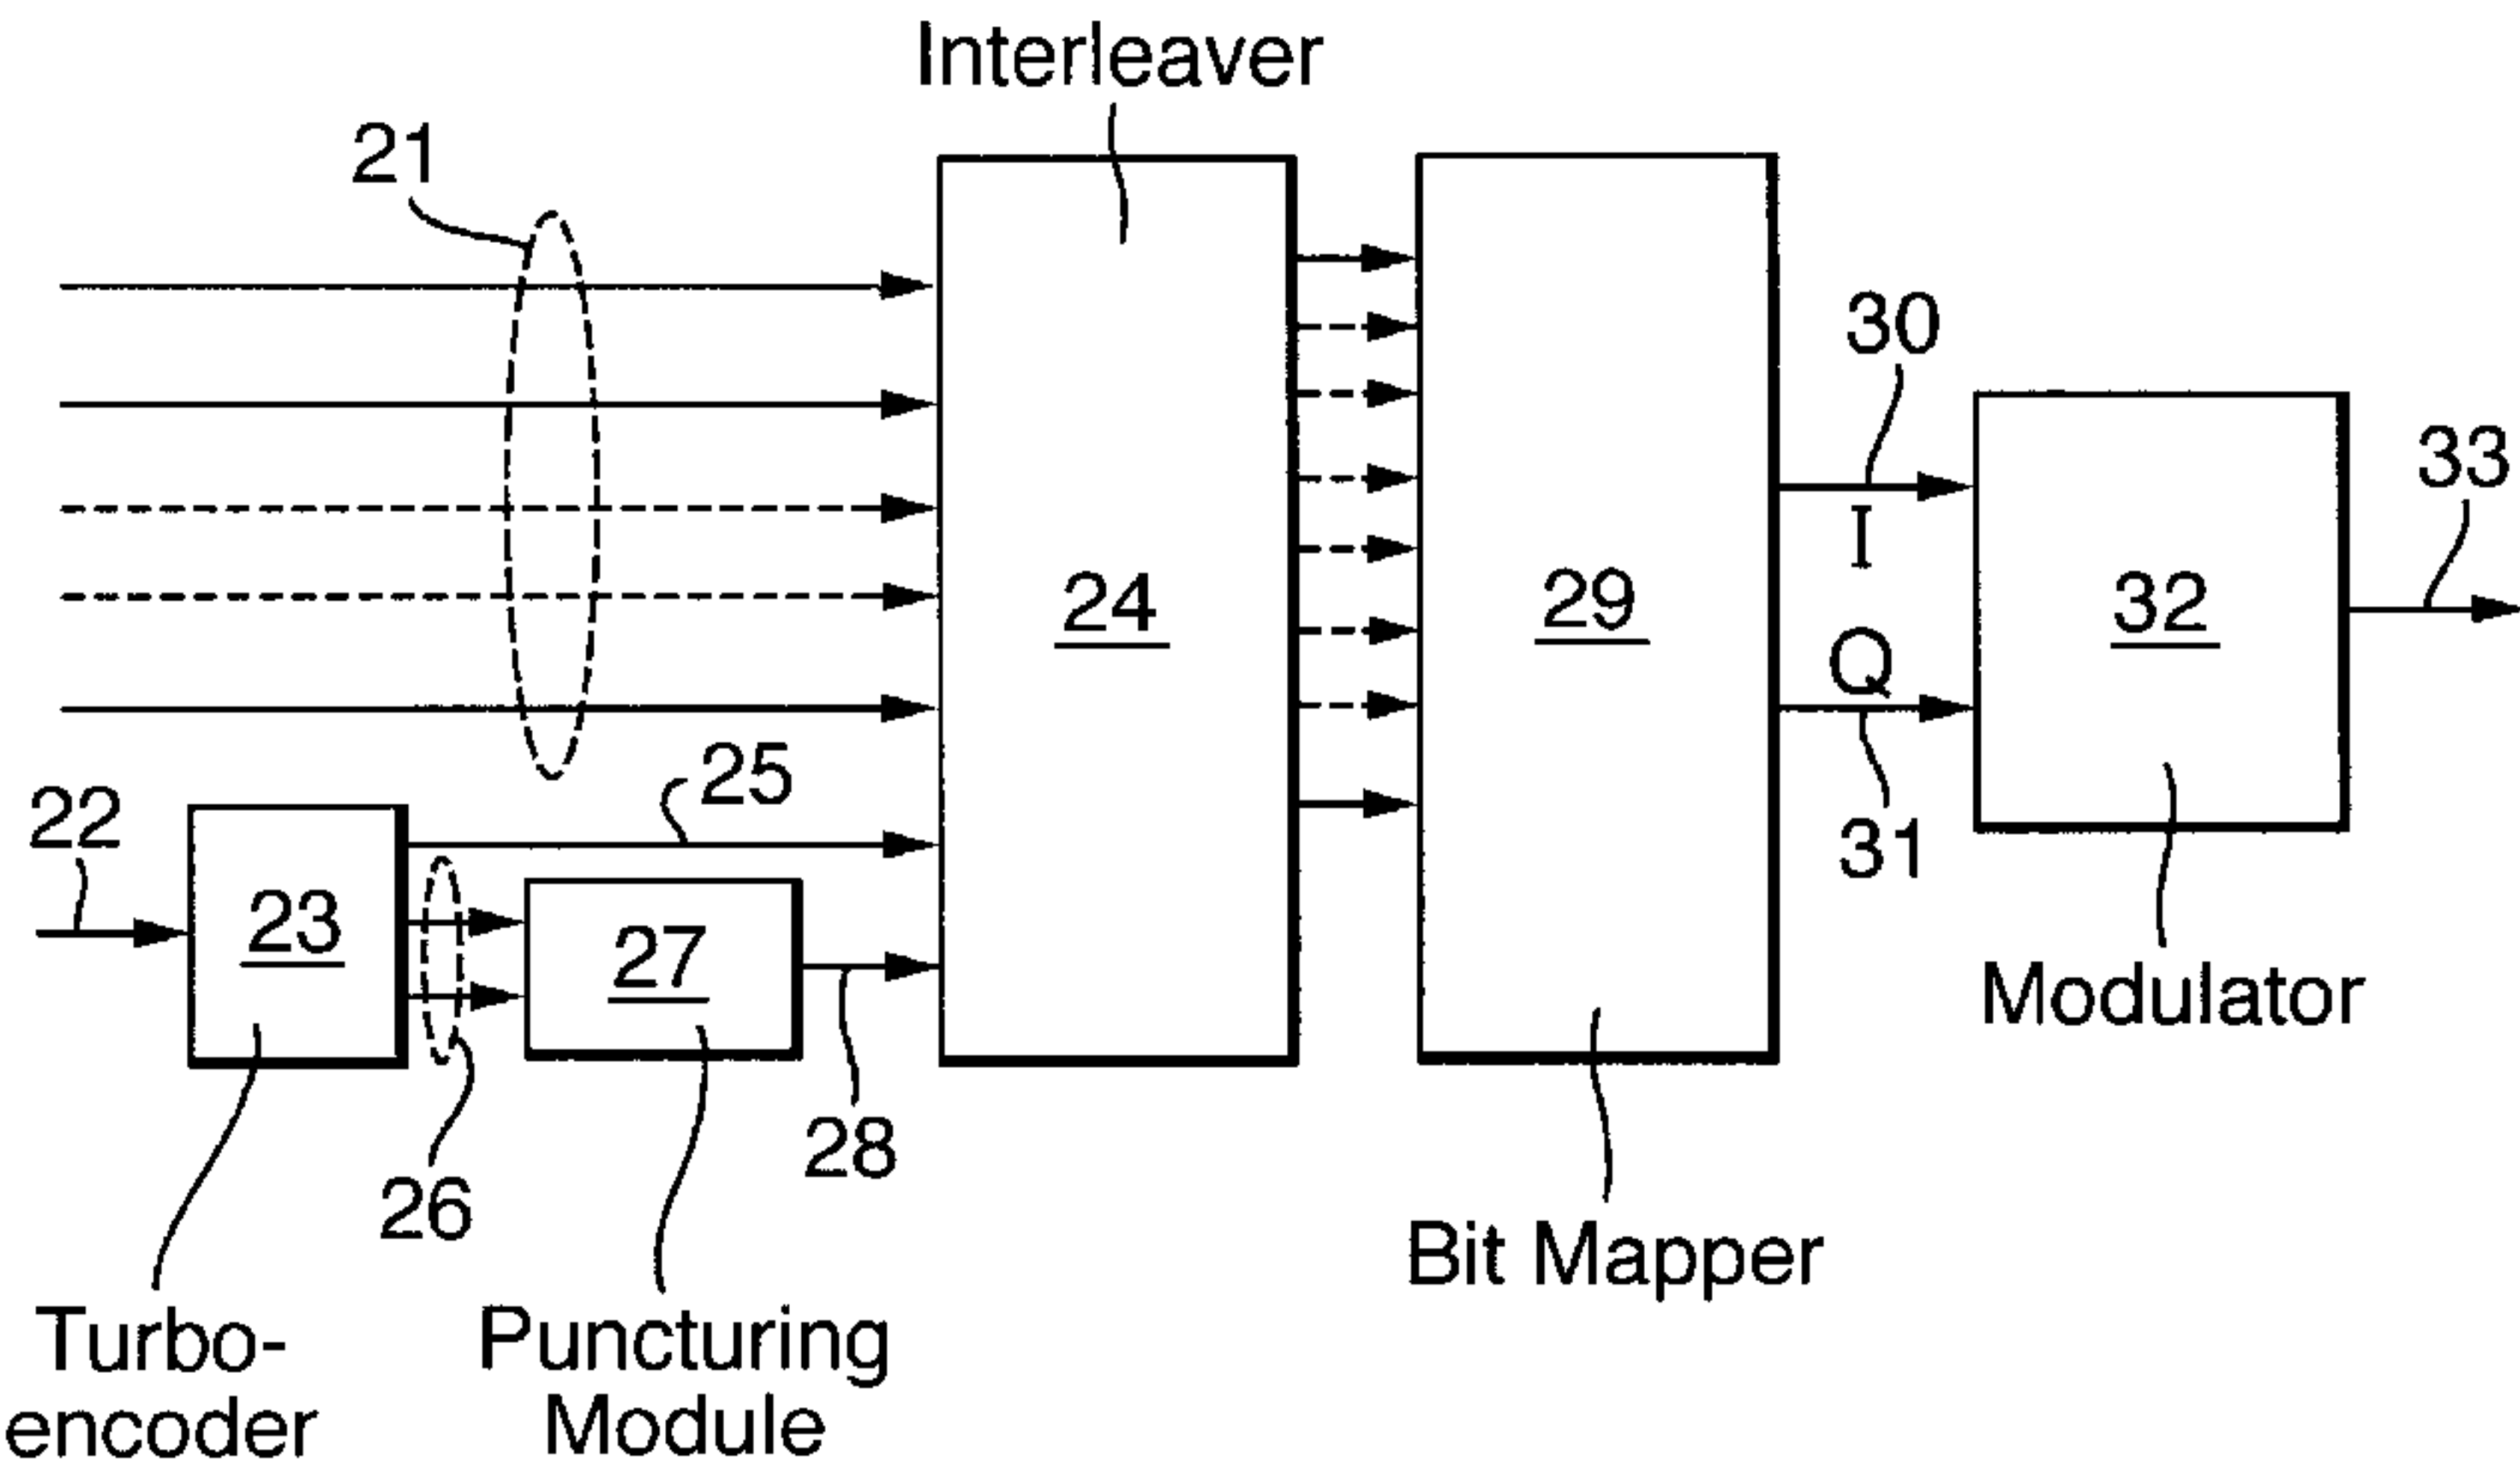 Interleaver
21
30
33
I
24
29
32
Q
25
22
31
23
27
Modulator
28
26
Bit Mapper
Turbo-
encoder
Puncturing
Module